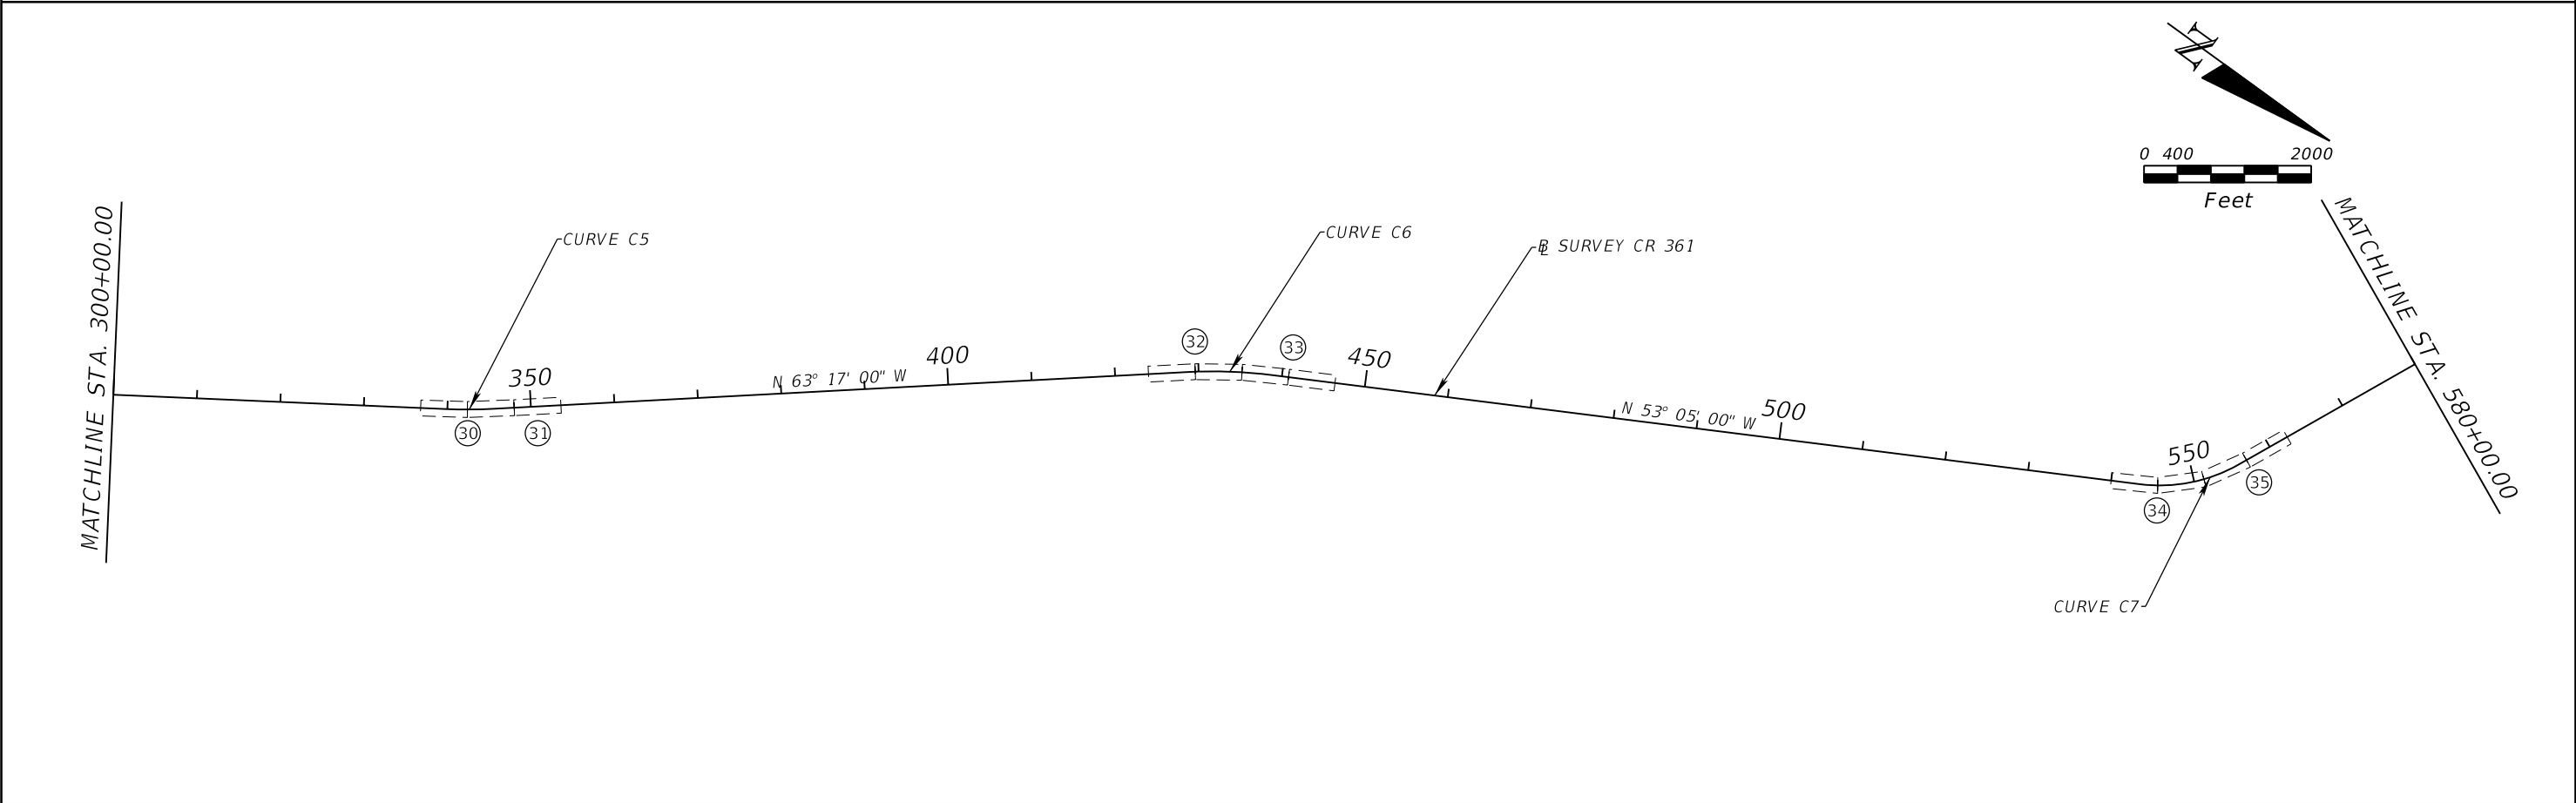 N
0 400 2000
Feet
MATCHLINE STA. 300+00.00
CURVE C5
CURVE C6
BL SURVEY CR 361
MATCHLINE STA. 580+00.00
32
33
350
400
450
N 63° 17' 00" W
N 53° 05' 00" W
500
30
31
550
35
34
CURVE C7